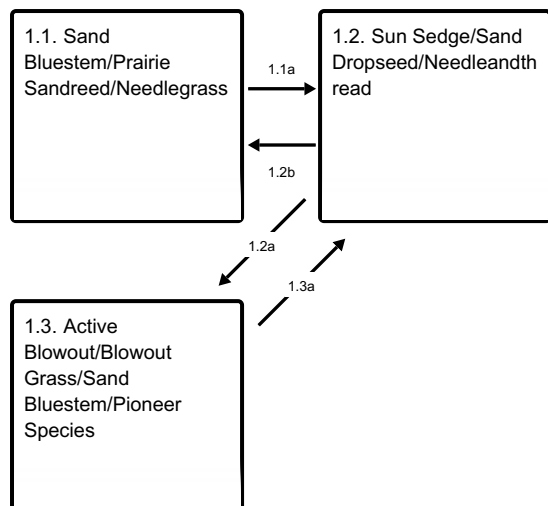 1.1. Sand
Bluestem/Prairie
Sandreed/Needlegrass
1.1a
1.2. Sun Sedge/Sand
Dropseed/Needleandth
read
1.2b
1.2a
1.3a
1.3. Active
Blowout/Blowout
Grass/Sand
Bluestem/Pioneer
Species